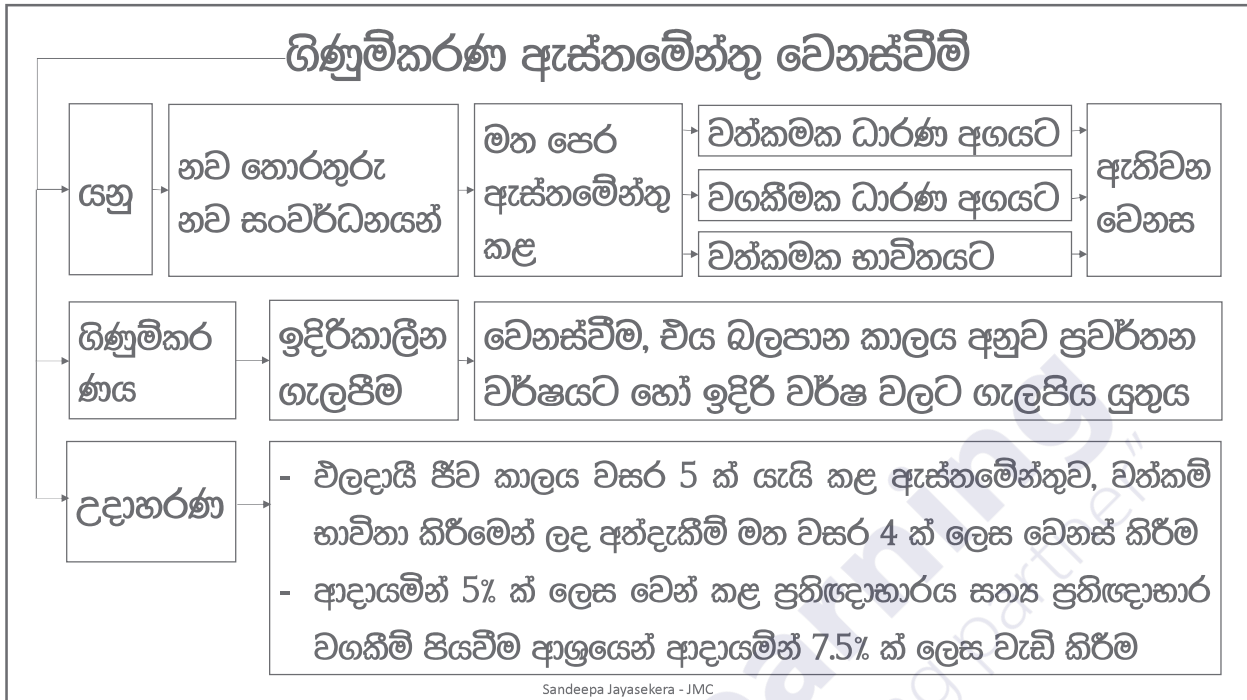 ගිණුම්කරණ ඇස්තමේන්තු වෙනස්වීම්
යනු
නව තොරතුරු
නව සංවර්ධනයන්
මත පෙර
ඇස්තමේන්තු
කළ
වත්කමක ධාරණ අගයට
වගකීමක ධාරණ අගයට
වත්කමක භාවිතයට
ඇතිවන
වෙනස
ගිණුම්කර
ණය
ඉදිරිකාලීන
ගැලපීම
වෙනස්වීම, එය බලපාන කාලය අනුව ප්‍රවර්තන
වර්ෂයට හෝ ඉදිරි වර්ෂ වලට ගැලපිය යුතුය
උදාහරණ
- ඵලදායී ජීව කාලය වසර 5 ක් යැයි කළ ඇස්තමේන්තුව, වත්කම්
භාවිතා කිරීමෙන් ලද අත්දැකීම් මත වසර 4 ක් ලෙස වෙනස් කිරීම
- ආදායමින් 5% ක් ලෙස වෙන් කළ ප්‍රතිඥාභාරය සත්‍ය ප්‍රතිඥාභාර
වගකීම් පියවීම ආශ්‍රයෙන් ආදායමින් 7.5% ක් ලෙස වැඩි කිරීම
Sandeepa Jayasekera - JMC